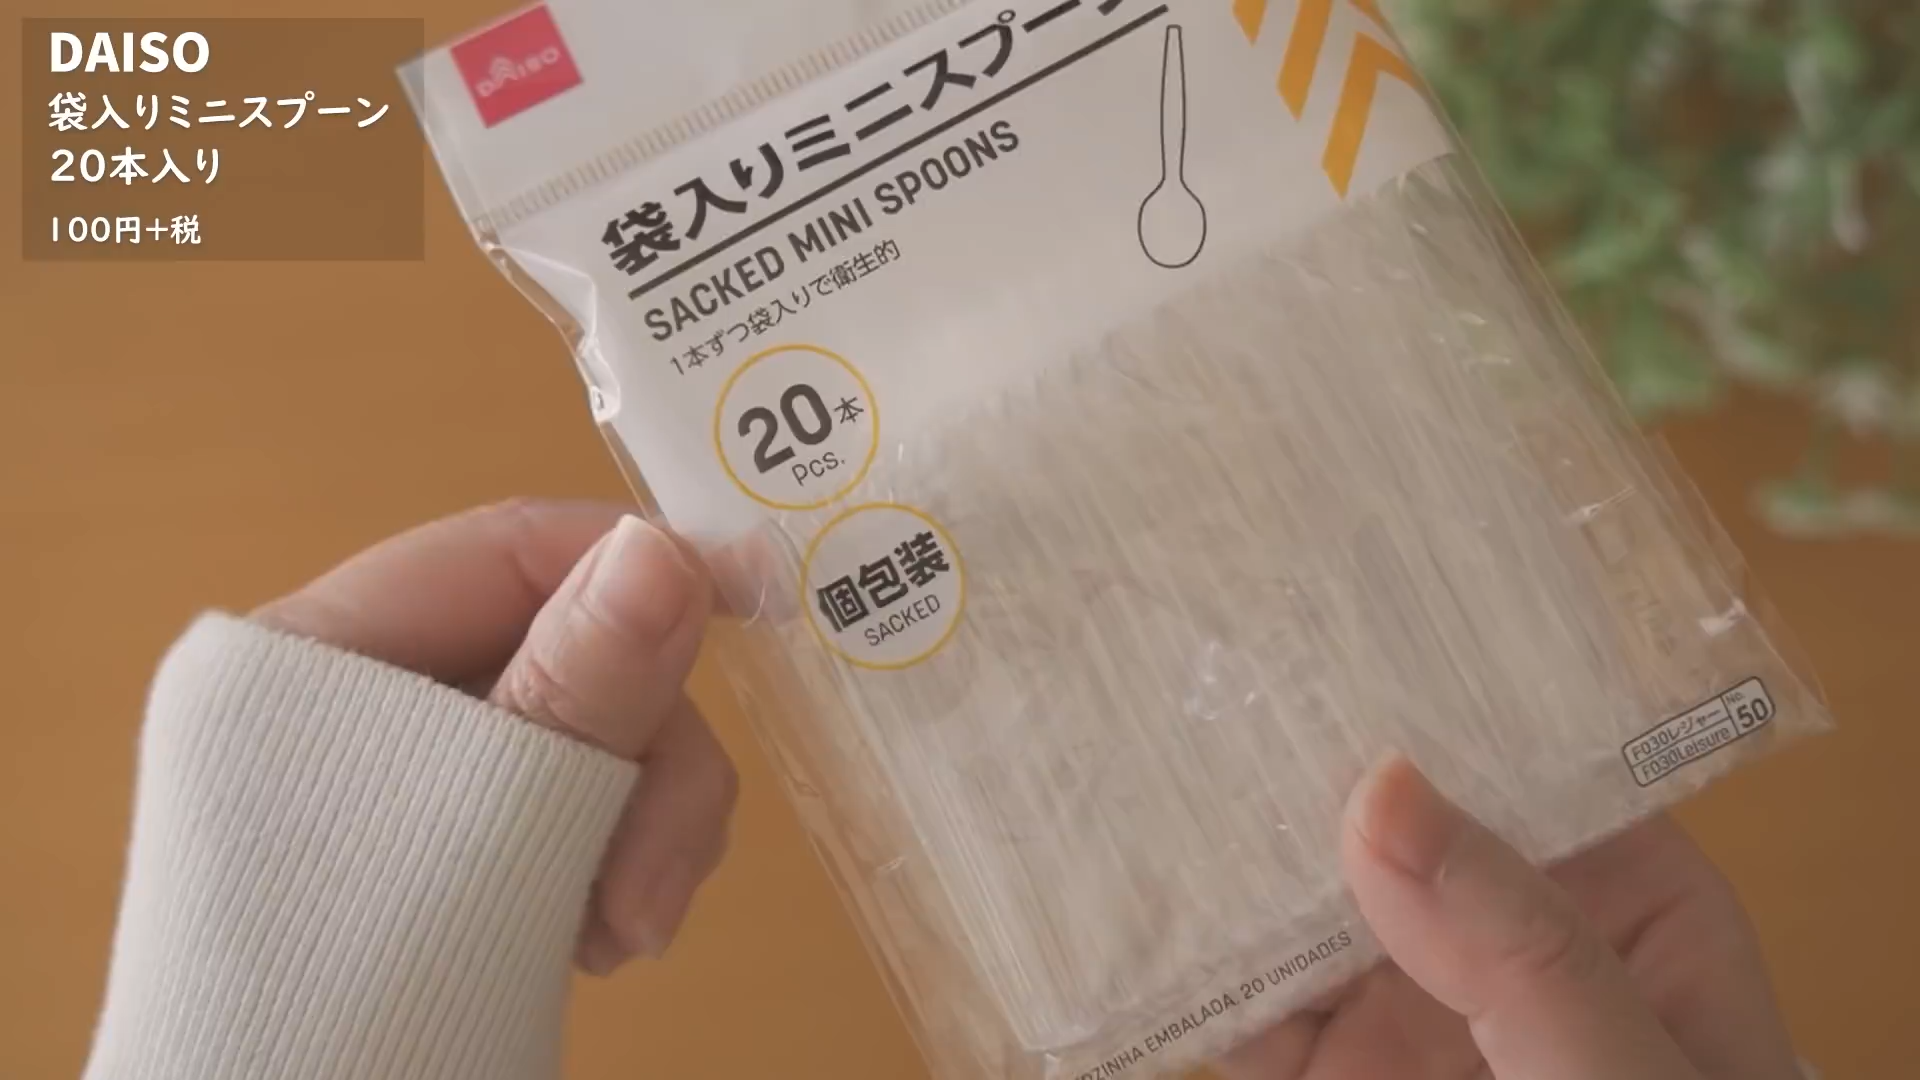 DAISO
袋入りミニスプーン
20本入り
100円+税
DAISO
袋入りミニスプーン
SACKED MINI SPOONS
1本ずつ袋入りで衛生的
20本
Pcs.
個包装
SACKED
F030レジャー
F030Leisure
No.
50
EMBALADA, 20 UNIDADES